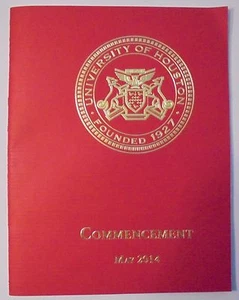 UNIVERSITY OF HOUSTON
FOUNDED 1927
COMMENCEMENT
MAY 2014